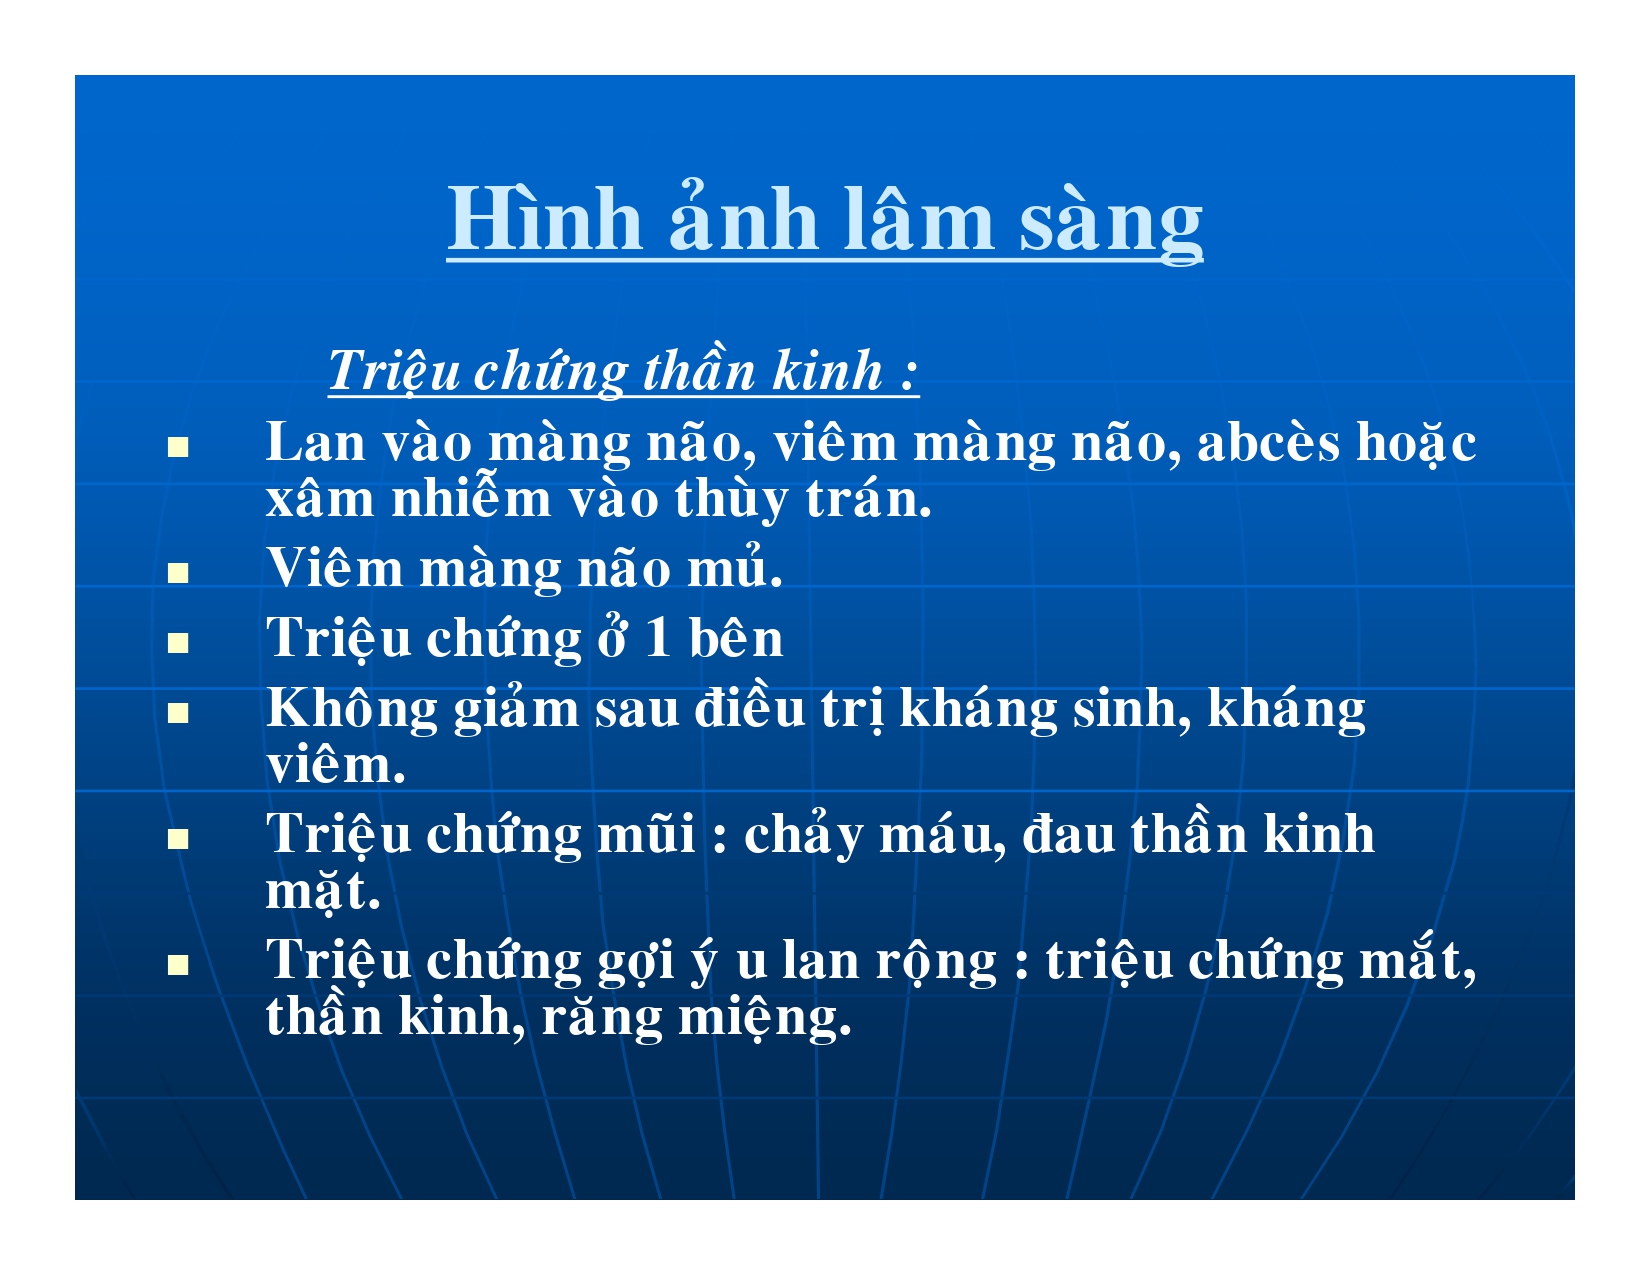 Hình ảnh lâm sàng
Triệu chứng thần kinh :
Lan vào màng não, viêm màng não, abcès hoặc
xâm nhiễm vào thùy trán.
Viêm màng não mủ.
Triệu chứng ở 1 bên
Không giảm sau điều trị kháng sinh, kháng
viêm.
Triệu chứng mũi : chảy máu, đau thần kinh
mặt.
Triệu chứng gợi ý u lan rộng : triệu chứng mắt,
thần kinh, răng miệng.